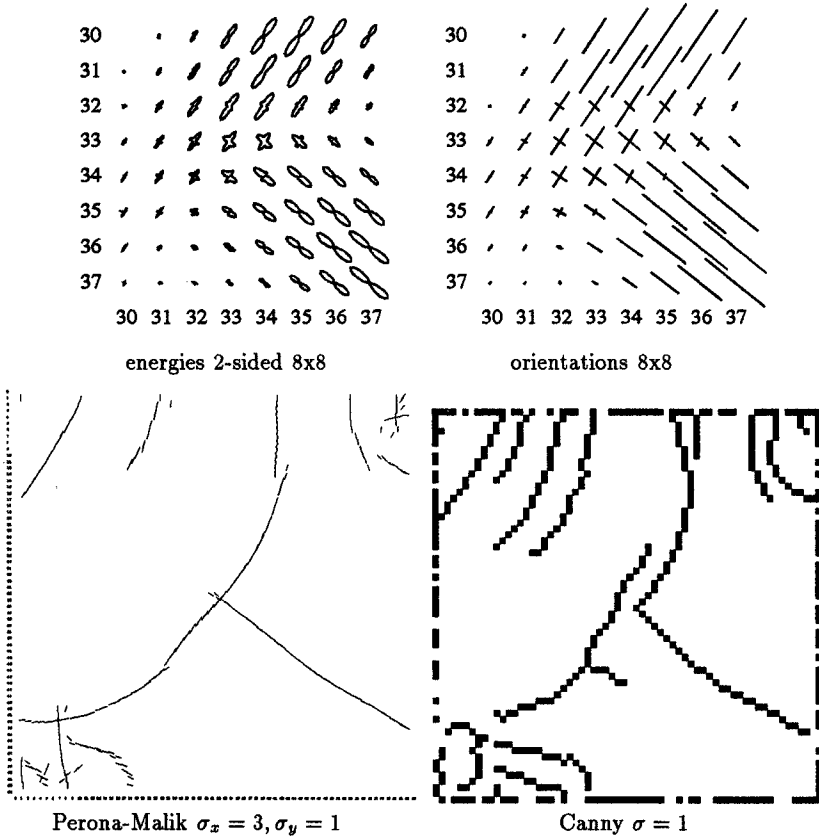 30
31
32
33
34
35
36
37
30 31 32 33 34 35 36 37
energies 2-sided 8x8
30
31
32
33
34
35
36
37
30 31 32 33 34 35 36 37
orientations 8x8
Perona-Malik σx = 3, σy = 1
Canny σ = 1